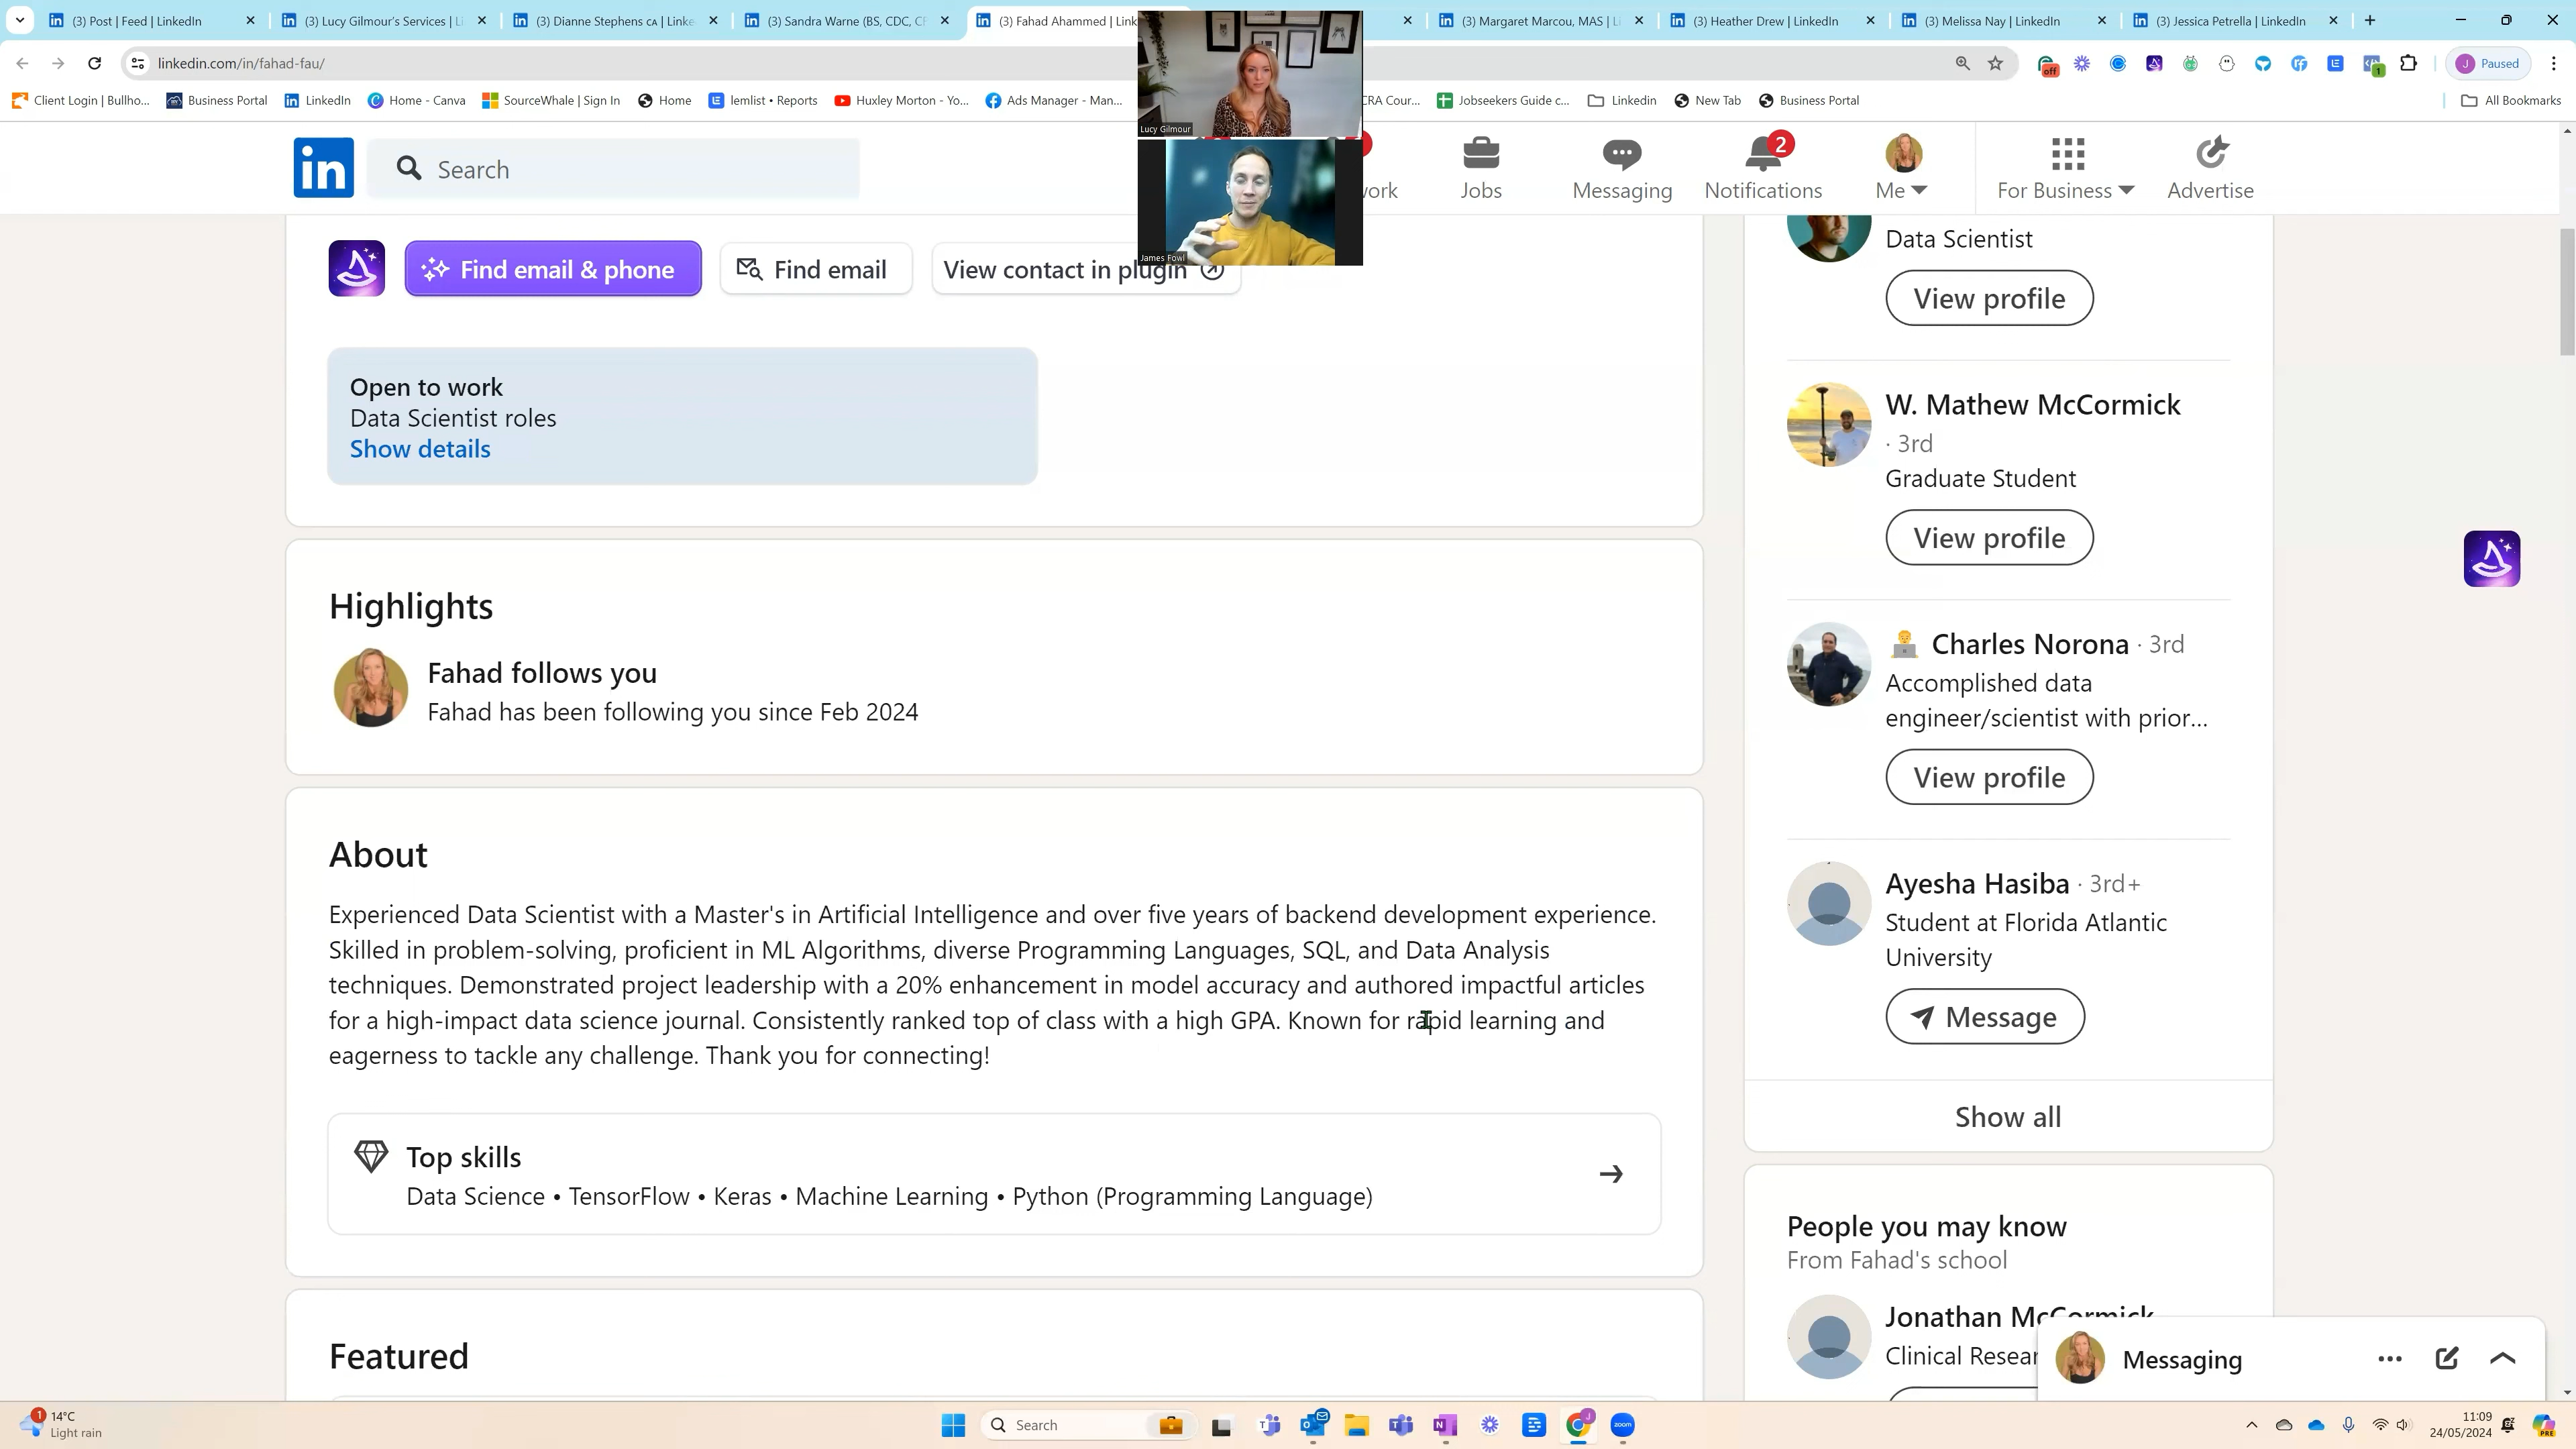 (3) Post | Feed | LinkedIn
(3) Lucy Gilmour's Services | L
(3) Dianne Stephens CA | Linke
(3) Sandra Warne (BS, CDC, CF
(3) Fahad Ahammed | Link
(3) Margaret Marcou, MAS | Li
(3) Heather Drew | LinkedIn
(3) Melissa Nay | LinkedIn
(3) Jessica Petrella | LinkedIn
linkedin.com/in/fahad-fau/
off
1
J
Paused
Client Login | Bullho...
Business Portal
LinkedIn
Home - Canva
SourceWhale | Sign In
Home
lemlist • Reports
Huxley Morton - Yo...
Ads Manager - Man...
CRA Cour...
Jobseekers Guide c...
Linkedin
New Tab
Business Portal
All Bookmarks
Lucy Gilmour
James Fowl
in
Search
work
Jobs
Messaging
2
Notifications
Me
For Business
Advertise
Find email & phone
Find email
View contact in plugin
Open to work
Data Scientist roles
Show details
Highlights
Fahad follows you
Fahad has been following you since Feb 2024
About
Experienced Data Scientist with a Master's in Artificial Intelligence and over five years of backend development experience.
Skilled in problem-solving, proficient in ML Algorithms, diverse Programming Languages, SQL, and Data Analysis
techniques. Demonstrated project leadership with a 20% enhancement in model accuracy and authored impactful articles
for a high-impact data science journal. Consistently ranked top of class with a high GPA. Known for rapid learning and
eagerness to tackle any challenge. Thank you for connecting!
Top skills
Data Science • TensorFlow • Keras • Machine Learning • Python (Programming Language)
Featured
Data Scientist
View profile
W. Mathew McCormick
· 3rd
Graduate Student
View profile
Charles Norona · 3rd
Accomplished data
engineer/scientist with prior...
View profile
Ayesha Hasiba · 3rd+
Student at Florida Atlantic
University
Message
Show all
People you may know
From Fahad's school
Jonathan McCormick
Clinical Resear
Messaging
1
14°C
Light rain
Search
zoom
11:09
24/05/2024
PRE